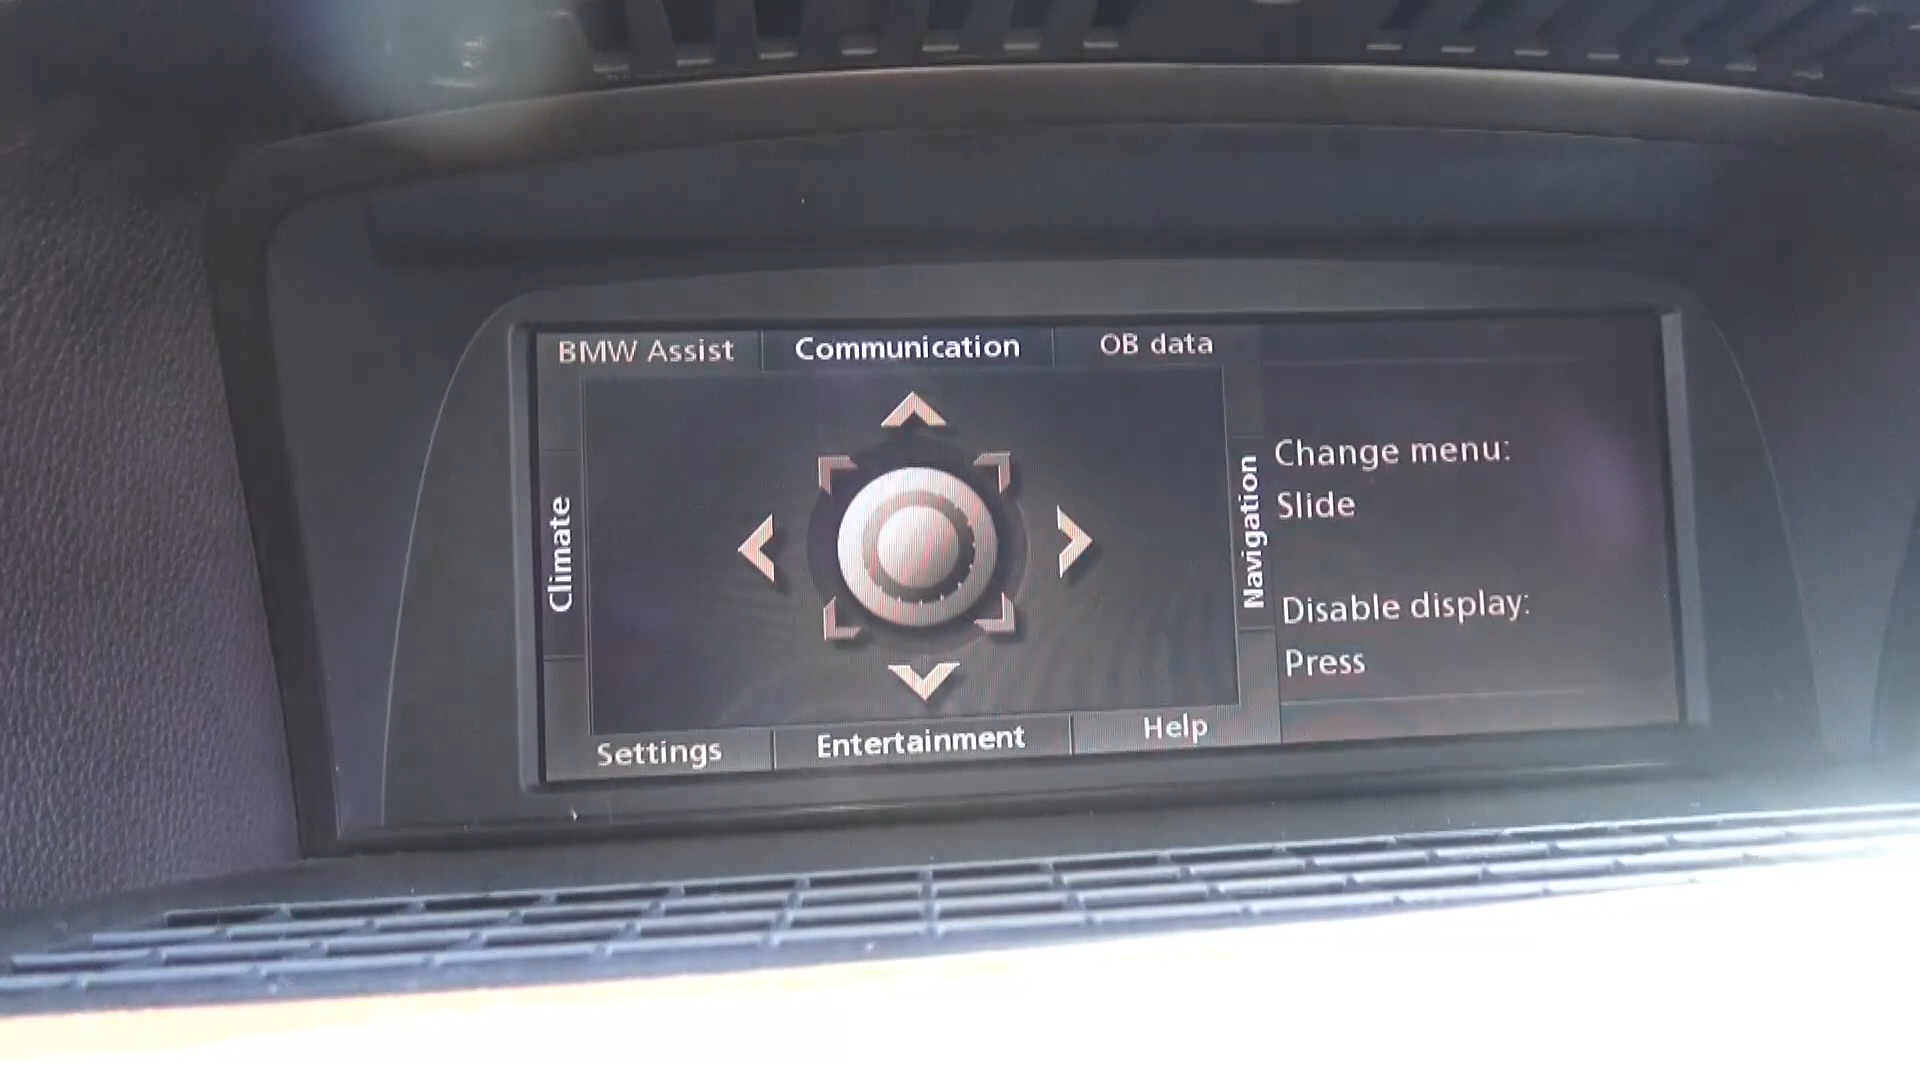 BMW Assist
Communication
OB data
Climate
Navigation
Change menu:
Slide
Disable display:
Press
Settings
Entertainment
Help